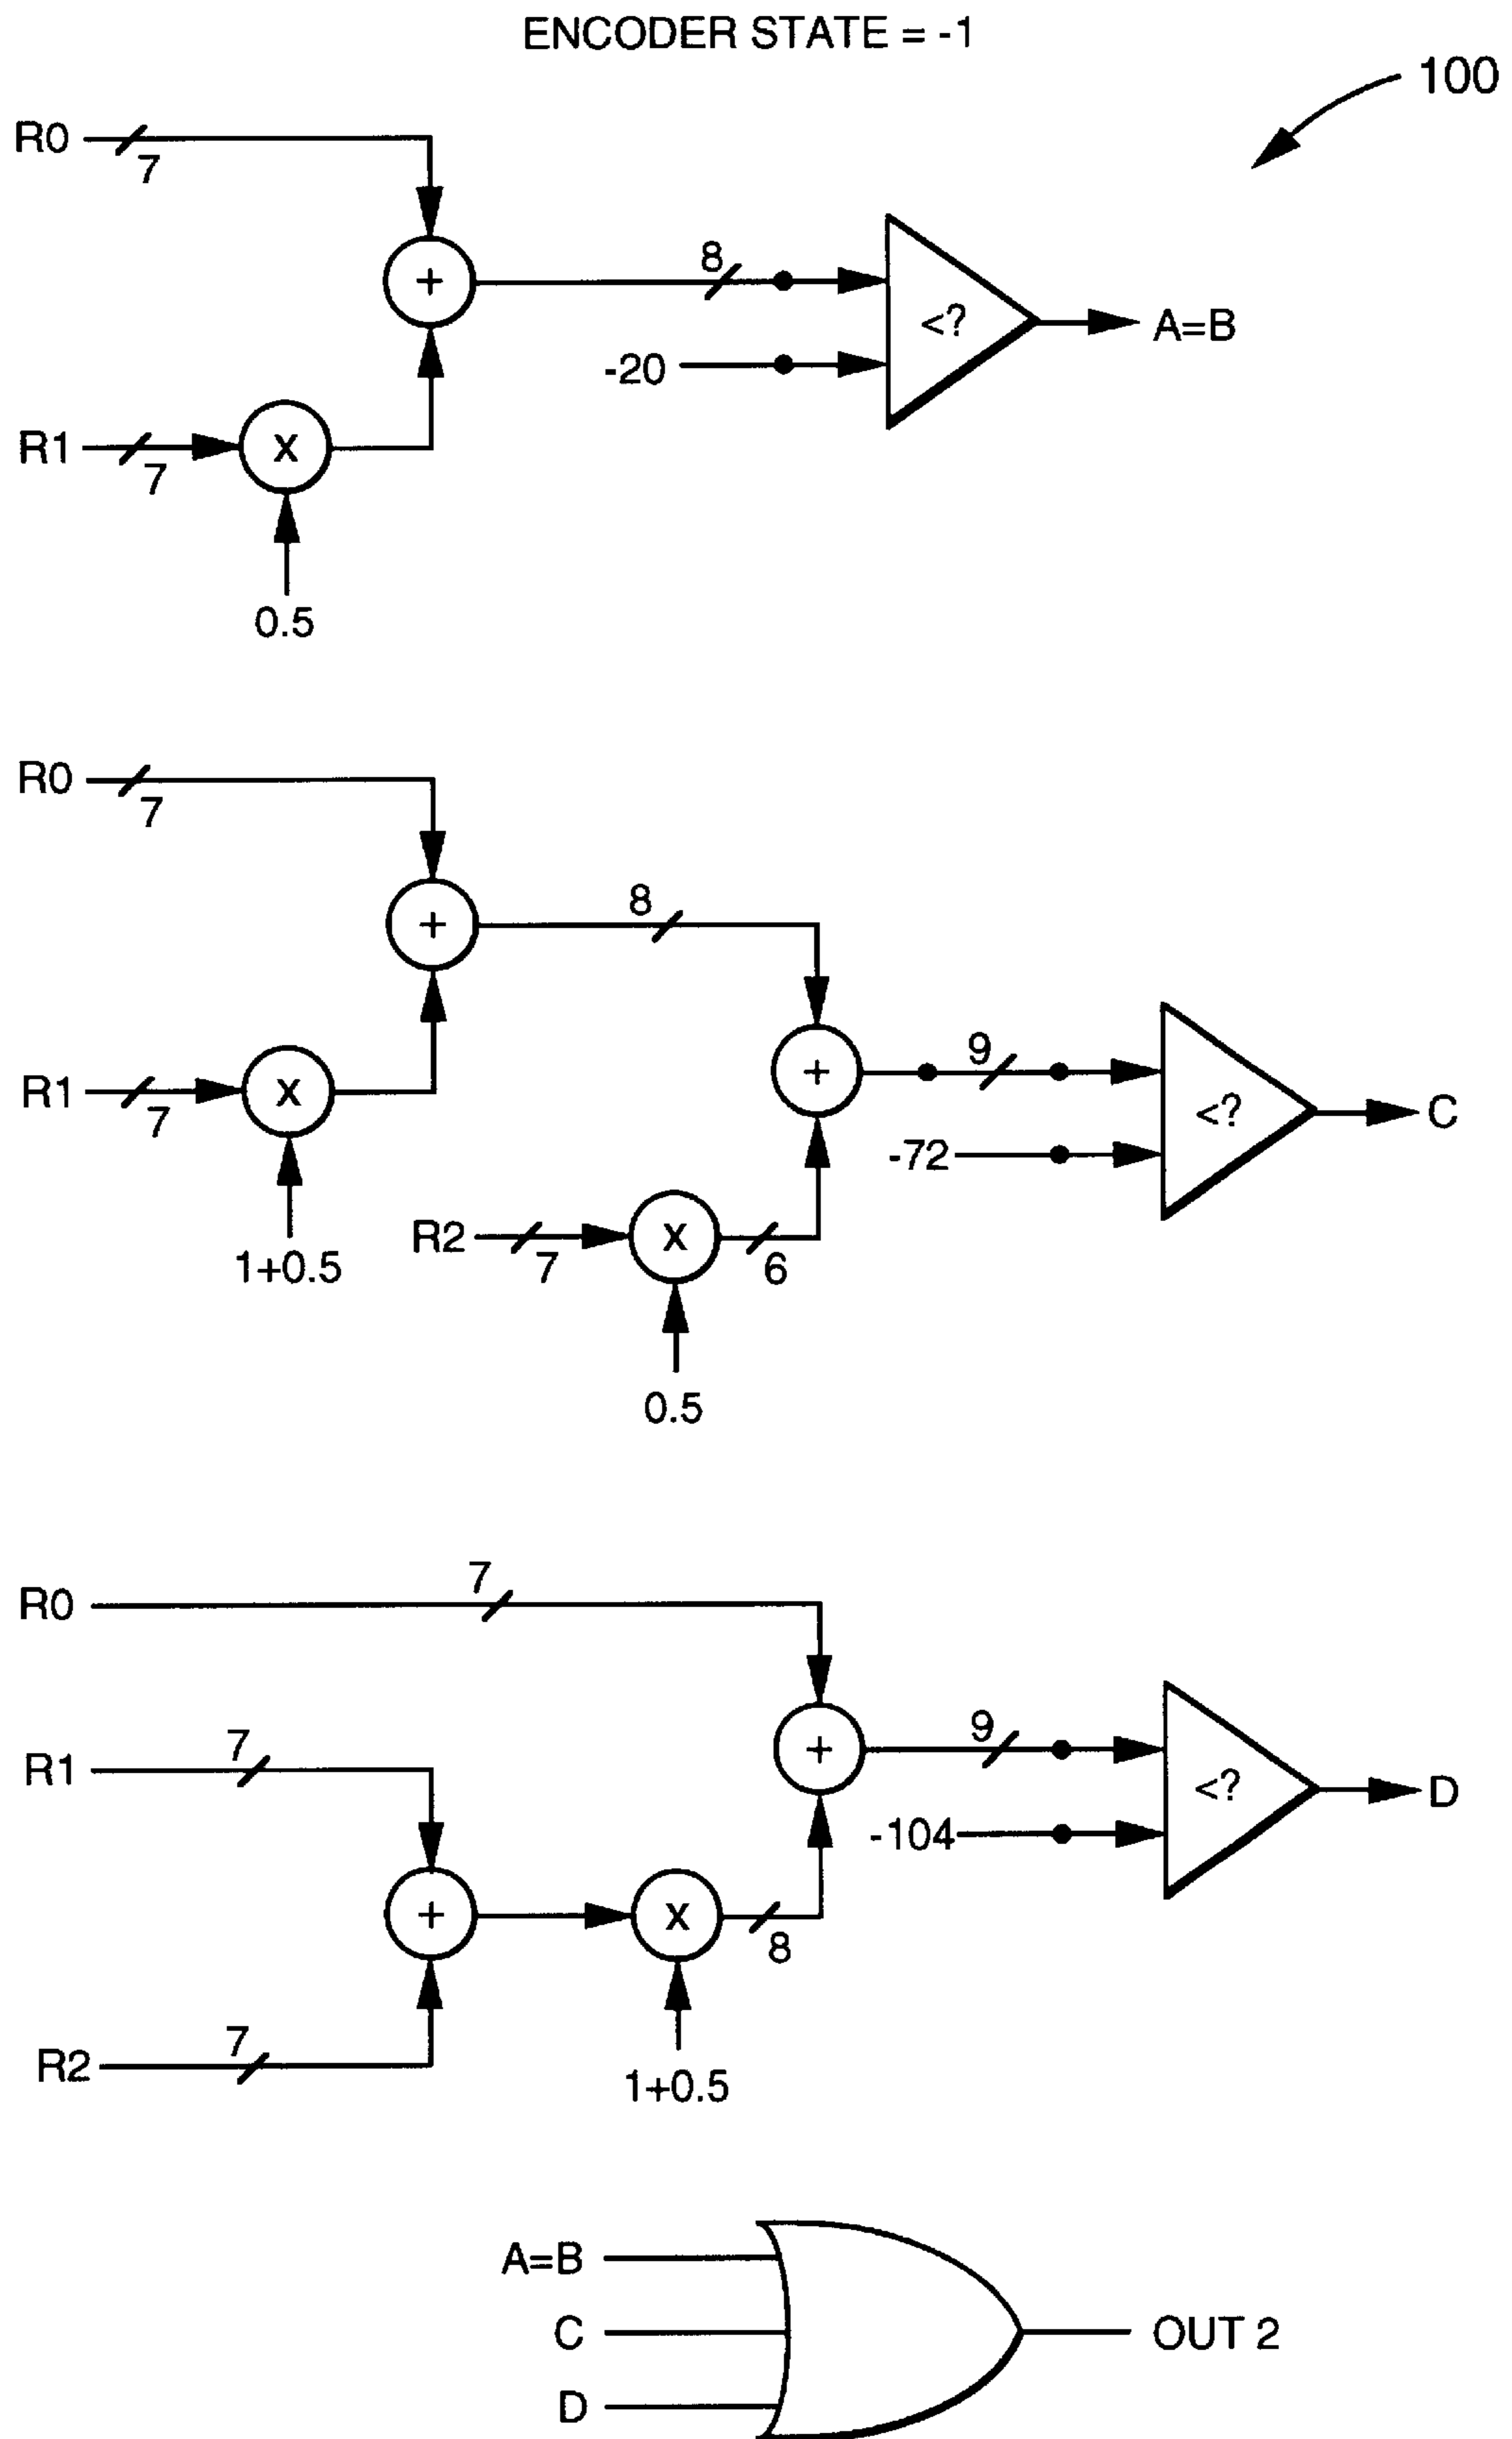 ENCODER STATE = -1
100
R0
7
8
<?
A=B
+
-20
R1
7
x
0.5
R0
7
8
+
R1
7
x
1+0.5
+
9
<?
C
-72
R2
7
x
6
0.5
R0
7
R1
7
+
9
<?
D
-104
+
x
8
R2
7
1+0.5
A=B
C
OUT 2
D